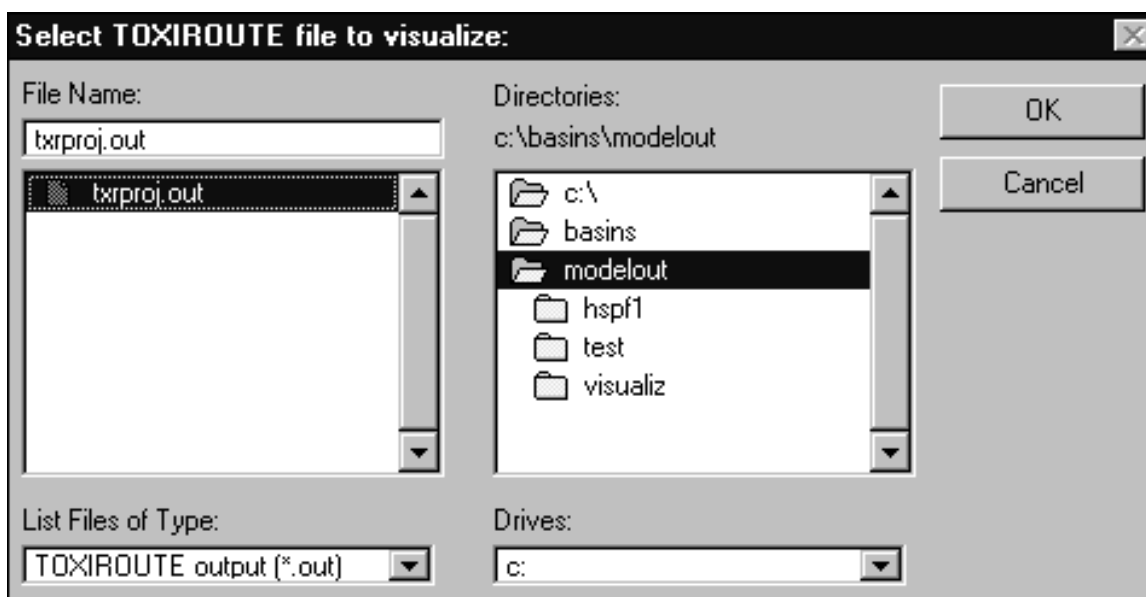 Select TOXIROUTE file to visualize:
File Name:
txrproj.out
txrproj.out
List Files of Type:
TOXIROUTE output (*.out)
Directories:
c:\basins\modelout
c:\
basins
modelout
hspf1
test
visualiz
Drives:
c:
OK
Cancel